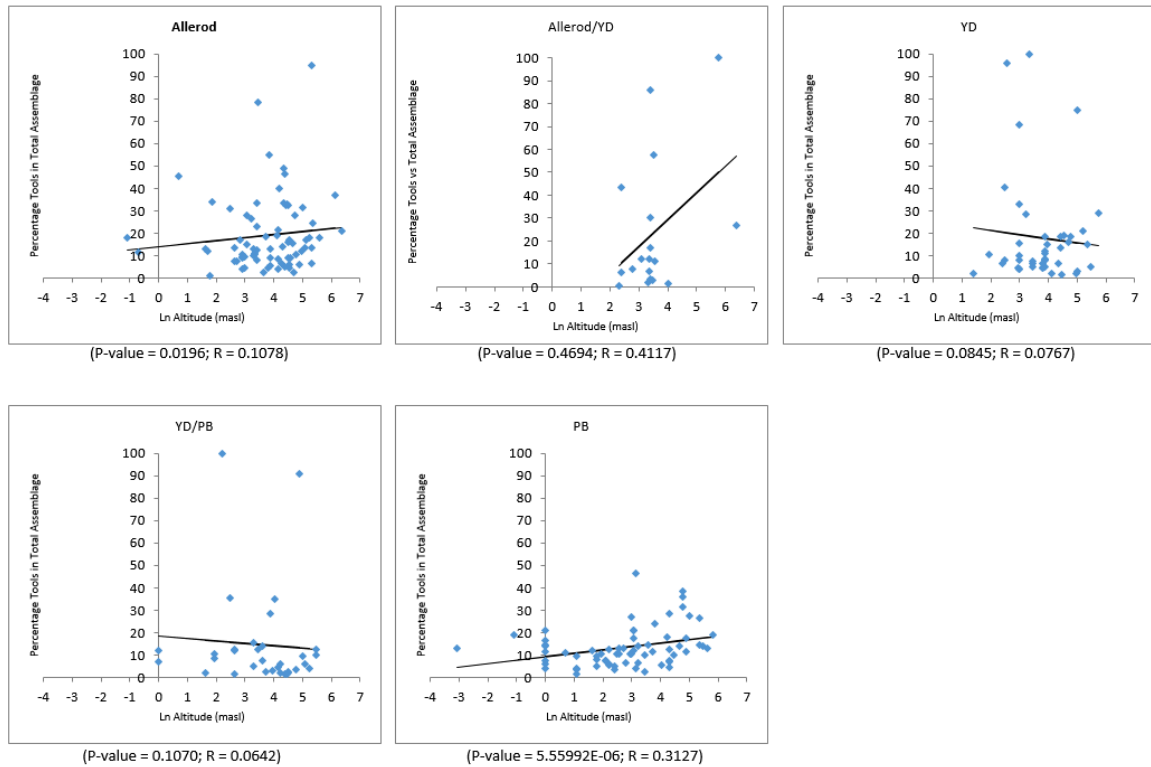 Allerod
Percentage Tools in Total Assemblage
100
90
80
70
60
50
40
30
20
10
0
-4 -3 -2 -1 0 1 2 3 4 5 6 7
Ln Altitude (masl)
(P-value = 0.0196; R = 0.1078)
Allerod/YD
Percentage Tools vs Total Assemblage
100
90
80
70
60
50
40
30
20
10
0
-4 -3 -2 -1 0 1 2 3 4 5 6 7
Ln Altitude (masl)
(P-value = 0.4694; R = 0.4117)
YD
Percentage Tools in Total Assemblage
100
90
80
70
60
50
40
30
20
10
0
-4 -3 -2 -1 0 1 2 3 4 5 6 7
Ln Altitude (masl)
(P-value = 0.0845; R = 0.0767)
YD/PB
Percentage Tools in Total Assemblage
100
90
80
70
60
50
40
30
20
10
0
-4 -3 -2 -1 0 1 2 3 4 5 6 7
Ln Altitude (masl)
(P-value = 0.1070; R = 0.0642)
PB
Percentage Tools in Total Assemblage
100
90
80
70
60
50
40
30
20
10
0
-4 -3 -2 -1 0 1 2 3 4 5 6 7
Ln Altitude (masl)
(P-value = 5.55992E-06; R = 0.3127)